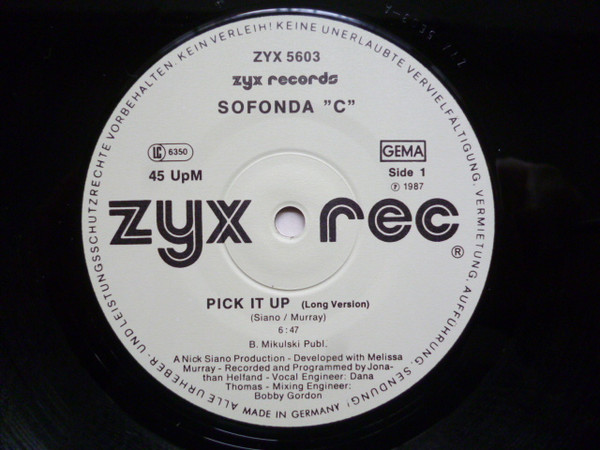 ALLE URHEBER- UND LEISTUNGSSCHUTZRECHTE VORBEHALTEN. KEIN VERLEIH! KEINE UNERLAUBTE VERVIELFÄLTIGUNG, VERMIETUNG, AUFFÜHRUNG, SENDUNG!
ZYX 5603
zyx records
SOFONDA "C"
LC 6350
GEMA
45 UpM
Side 1
℗ 1987
zyx rec
®
PICK IT UP (Long Version)
(Siano / Murray)
6:47
B. Mikulski Publ.
A Nick Siano Production - Developed with Melissa
Murray - Recorded and Programmed by Jona-
than Helfand - Vocal Engineer: Dana
Thomas - Mixing Engineer:
Bobby Gordon
MADE IN GERMANY